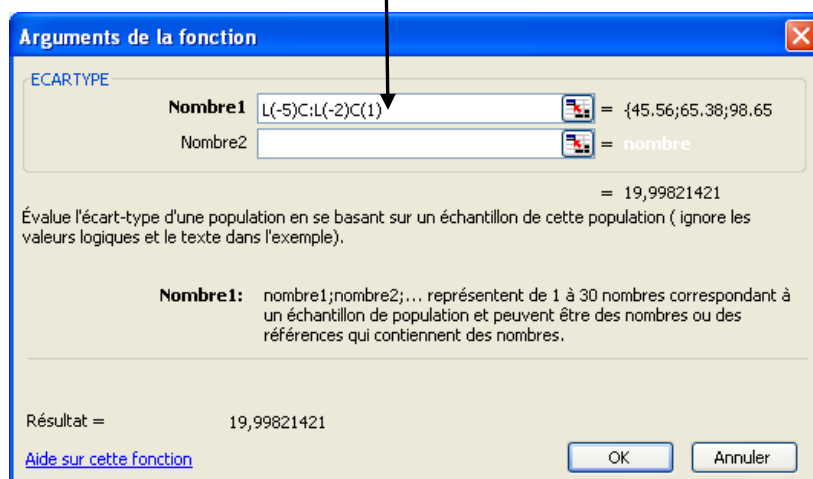 Arguments de la fonction
ECARTYPE
Nombre1 L(-5)C:L(-2)C(1) = {45.56;65.38;98.65
Nombre2 = nombre
= 19,99821421
Évalue l'écart-type d'une population en se basant sur un échantillon de cette population ( ignore les
valeurs logiques et le texte dans l'exemple).
Nombre1: nombre1;nombre2;... représentent de 1 à 30 nombres correspondant à
un échantillon de population et peuvent être des nombres ou des
références qui contiennent des nombres.
Résultat = 19,99821421
Aide sur cette fonction OK Annuler